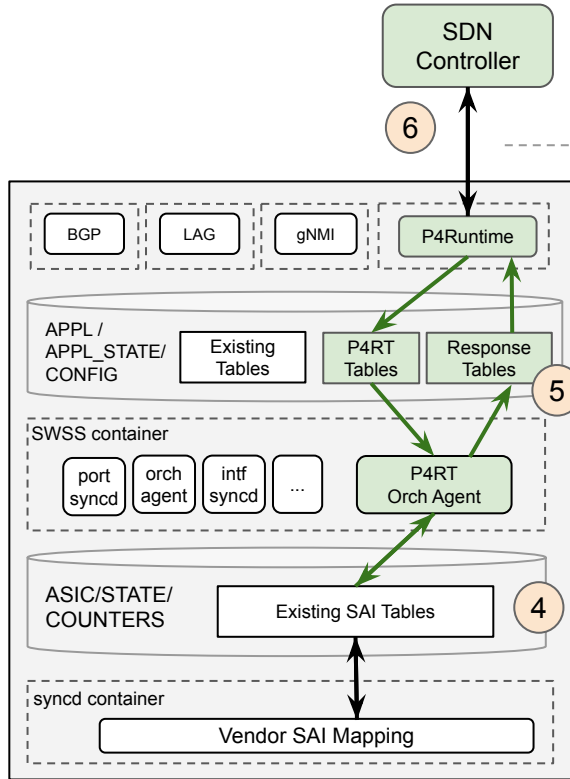 SDN
Controller
6
BGP
LAG
gNMI
P4Runtime
APPL /
APPL_STATE/
CONFIG
Existing
Tables
P4RT
Tables
Response
Tables
5
SWSS container
port
syncd
orch
agent
intf
syncd
...
P4RT
Orch Agent
ASIC/STATE/
COUNTERS
Existing SAI Tables
4
syncd container
Vendor SAI Mapping